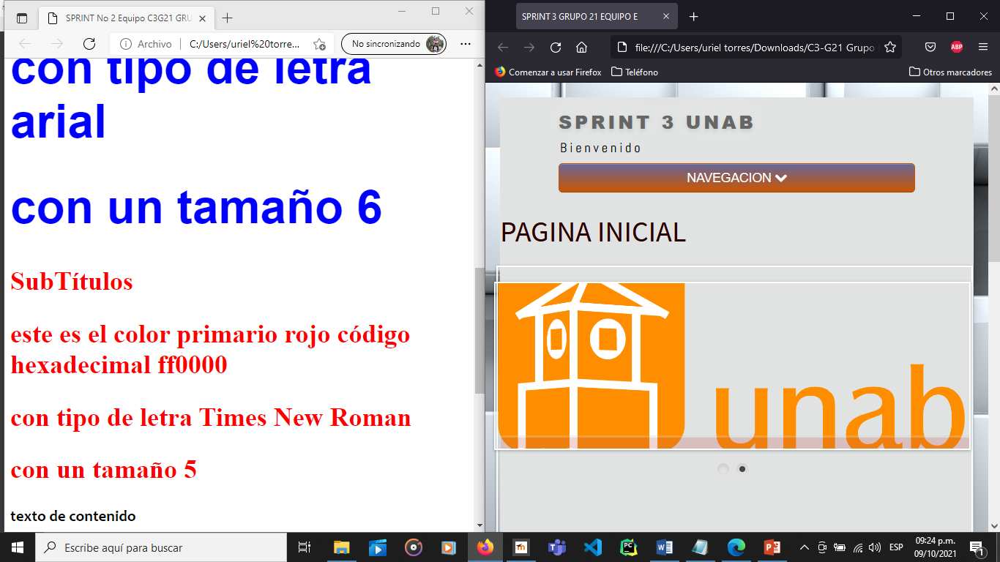 SPRINT No 2 Equipo C3G21 GRU
Archivo
C:/Users/uriel%20torre...
No sincronizando
con tipo de letra
arial
con un tamaño 6
SubTítulos
este es el color primario rojo código
hexadecimal ff0000
con tipo de letra Times New Roman
con un tamaño 5
texto de contenido
SPRINT 3 GRUPO 21 EQUIPO E
file:///C:/Users/uriel torres/Downloads/C3-G21 Grupo
ABP
Comenzar a usar Firefox
Teléfono
Otros marcadores
SPRINT 3 UNAB
Bienvenido
NAVEGACION
PAGINA INICIAL
unab
Escribe aquí para buscar
ESP
09:24 p.m.
09/10/2021
1